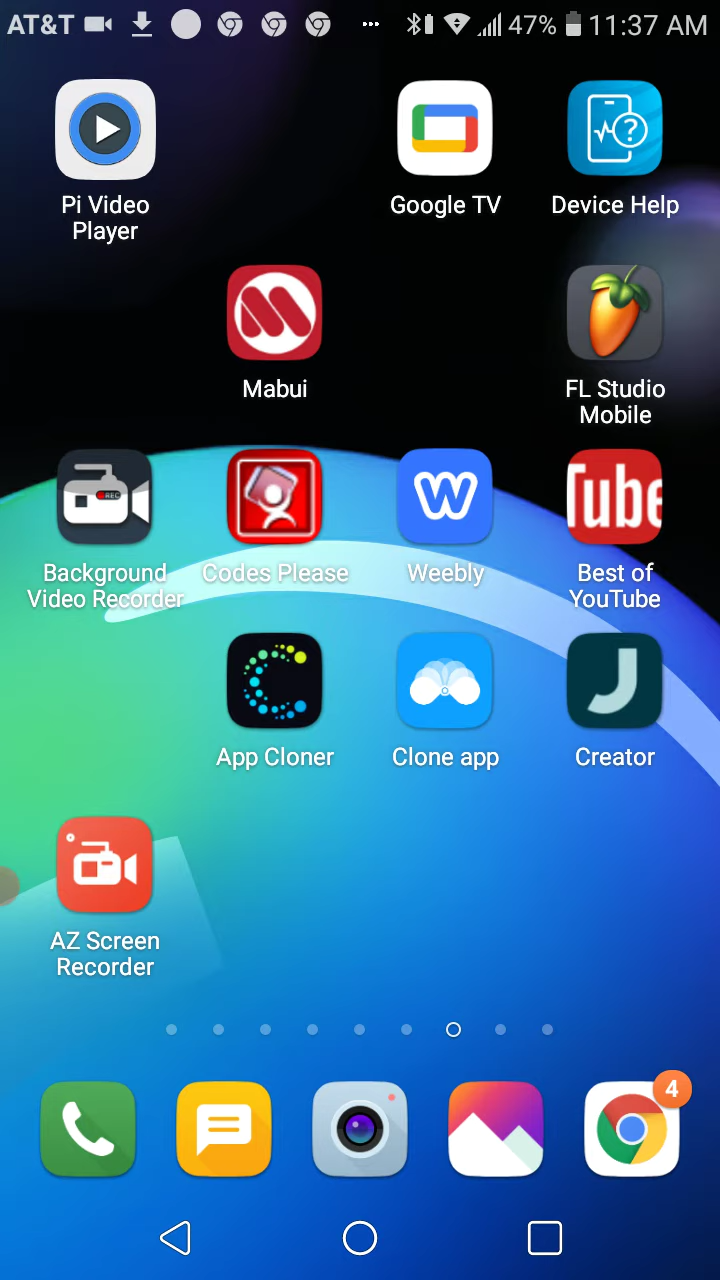 AT&T 47% 11:37 AM
Pi Video
Player
Google TV
Device Help
Mabui
FL Studio
Mobile
REC
Tube
Background
Video Recorder
Codes Please
Weebly
Best of
YouTube
App Cloner
Clone app
Creator
AZ Screen
Recorder
4